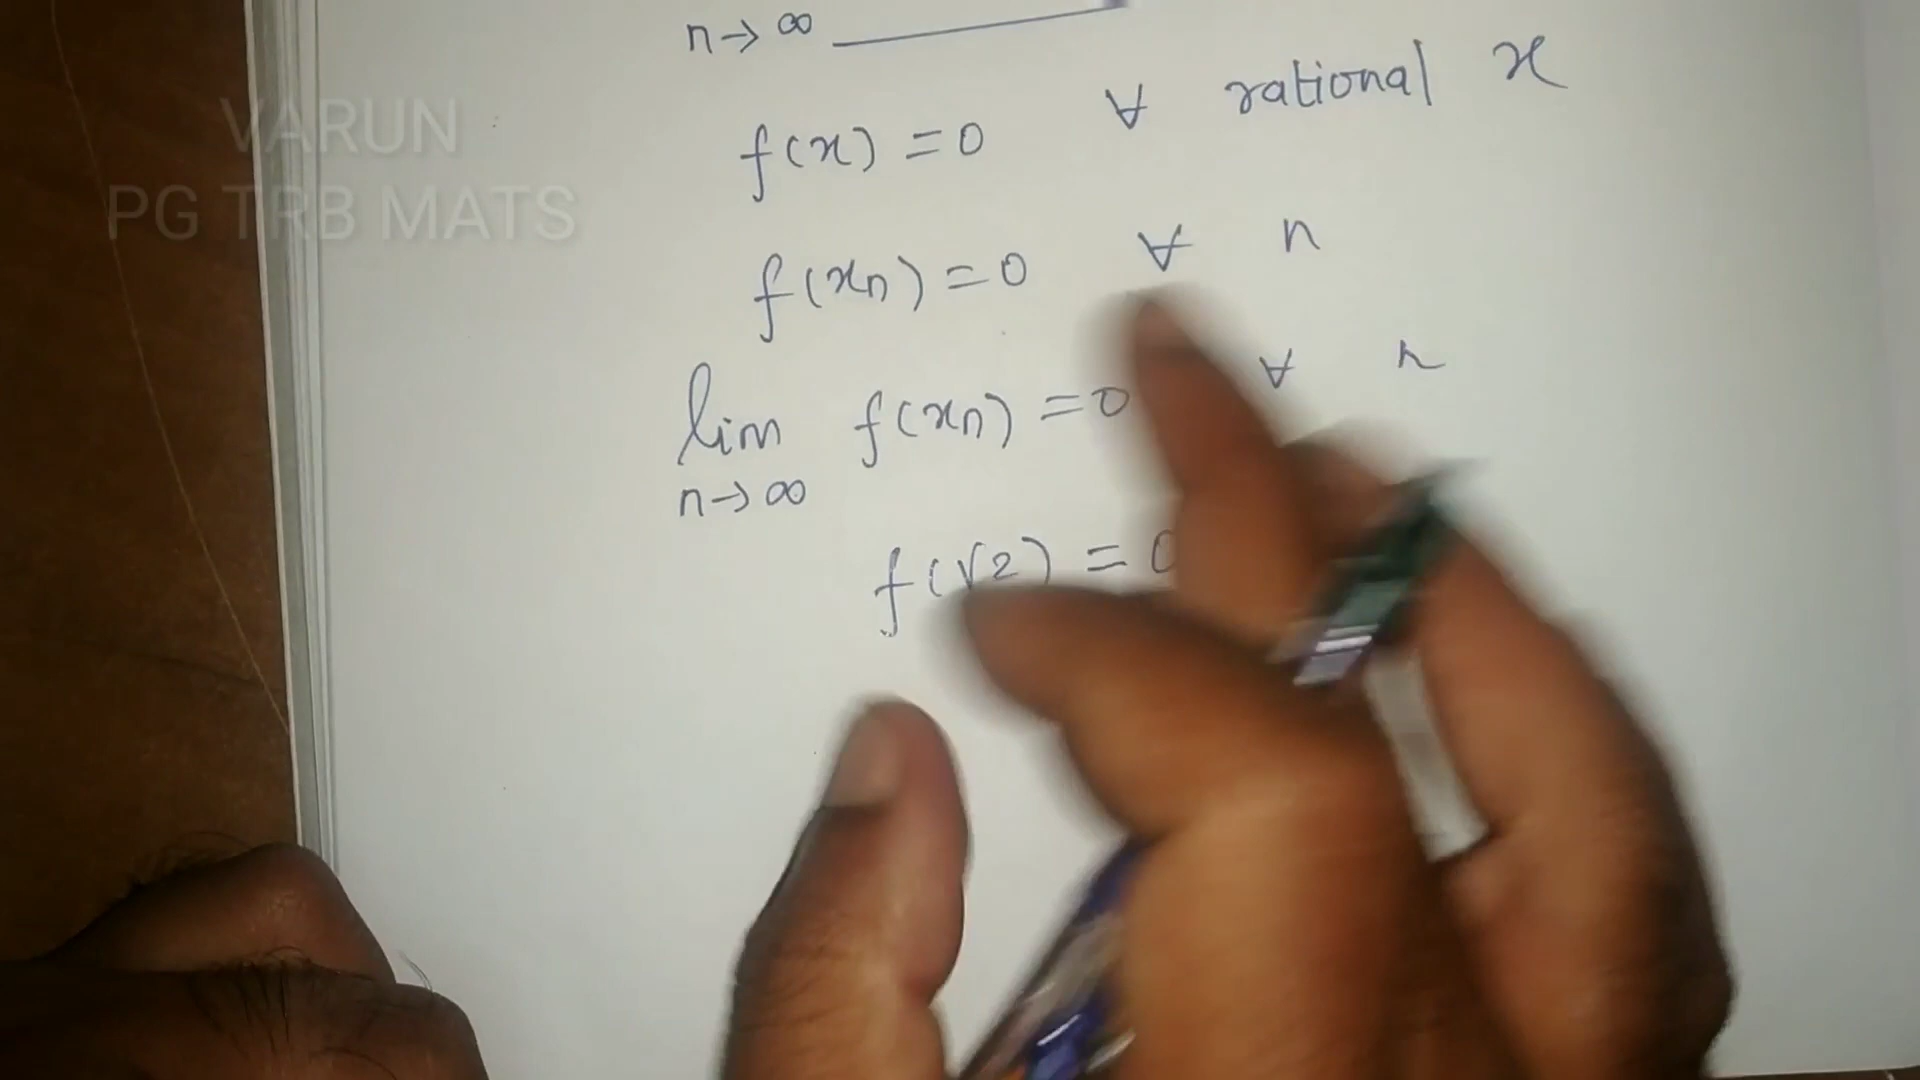 n→∞
f(x) = 0 ∀ rational x
f(xn) = 0 ∀ n
lim f(xn) = 0 ∀ n
n→∞
f(√2) = 0
VARUN
PG TRB MATS